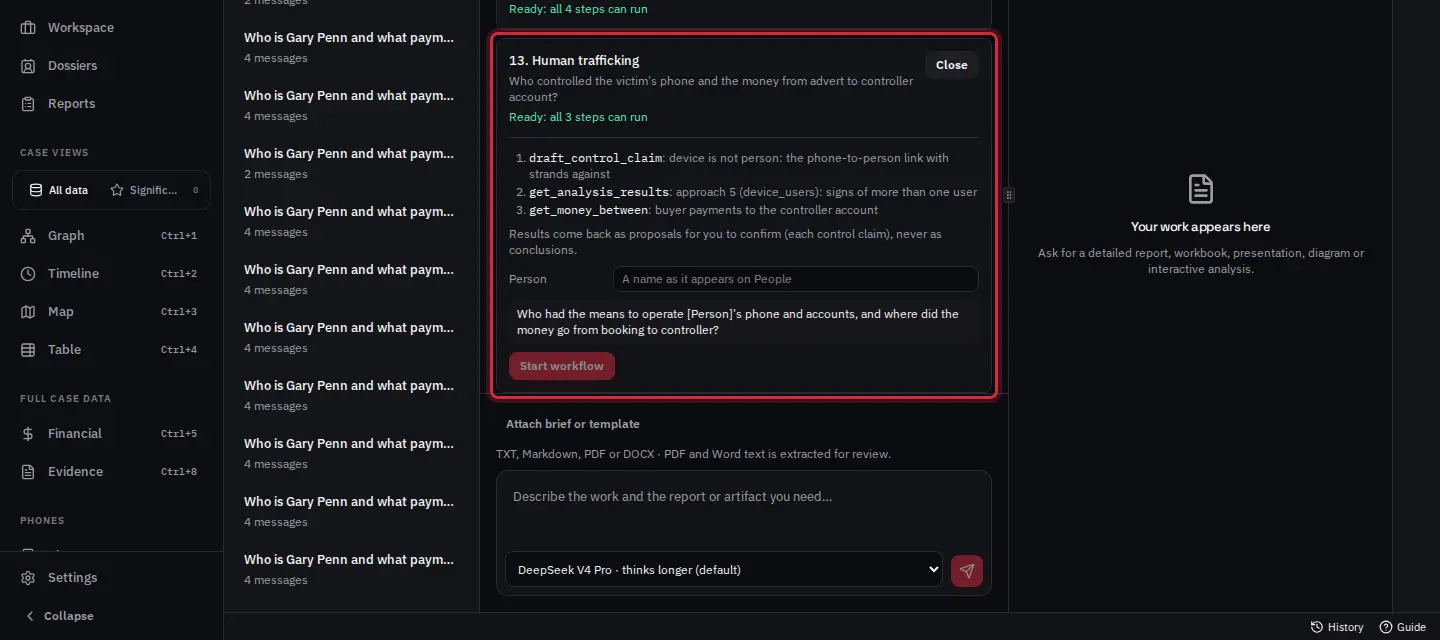 Workspace
Dossiers
Reports
CASE VIEWS
All data
Signific...
0
Graph
Ctrl+1
Timeline
Ctrl+2
Map
Ctrl+3
Table
Ctrl+4
FULL CASE DATA
Financial
Ctrl+5
Evidence
Ctrl+8
PHONES
Settings
Collapse
2 messages
Who is Gary Penn and what paym...
4 messages
Who is Gary Penn and what paym...
4 messages
Who is Gary Penn and what paym...
2 messages
Who is Gary Penn and what paym...
4 messages
Who is Gary Penn and what paym...
4 messages
Who is Gary Penn and what paym...
4 messages
Who is Gary Penn and what paym...
4 messages
Who is Gary Penn and what paym...
4 messages
Who is Gary Penn and what paym...
4 messages
Who is Gary Penn and what paym...
4 messages
Ready: all 4 steps can run
13. Human trafficking
Close
Who controlled the victim's phone and the money from advert to controller
account?
Ready: all 3 steps can run
1. draft_control_claim: device is not person: the phone-to-person link with
strands against
2. get_analysis_results: approach 5 (device_users): signs of more than one user
3. get_money_between: buyer payments to the controller account
Results come back as proposals for you to confirm (each control claim), never as
conclusions.
Person
A name as it appears on People
Who had the means to operate [Person]'s phone and accounts, and where did the
money go from booking to controller?
Start workflow
Attach brief or template
TXT, Markdown, PDF or DOCX · PDF and Word text is extracted for review.
Describe the work and the report or artifact you need...
DeepSeek V4 Pro · thinks longer (default)
Your work appears here
Ask for a detailed report, workbook, presentation, diagram or
interactive analysis.
History
Guide